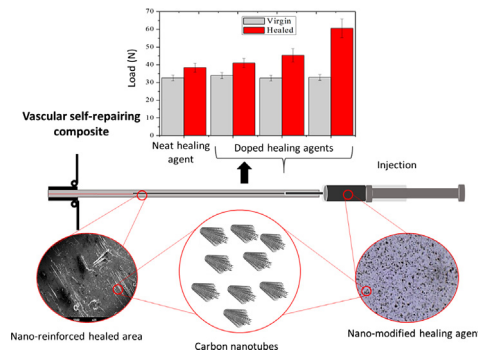 Virgin
Healed
70
60
50
40
30
20
10
0
Load (N)
Neat healing
agent
Doped healing agents
Vascular self-repairing
composite
Injection
Nano-reinforced healed area
Carbon nanotubes
Nano-modified healing agent